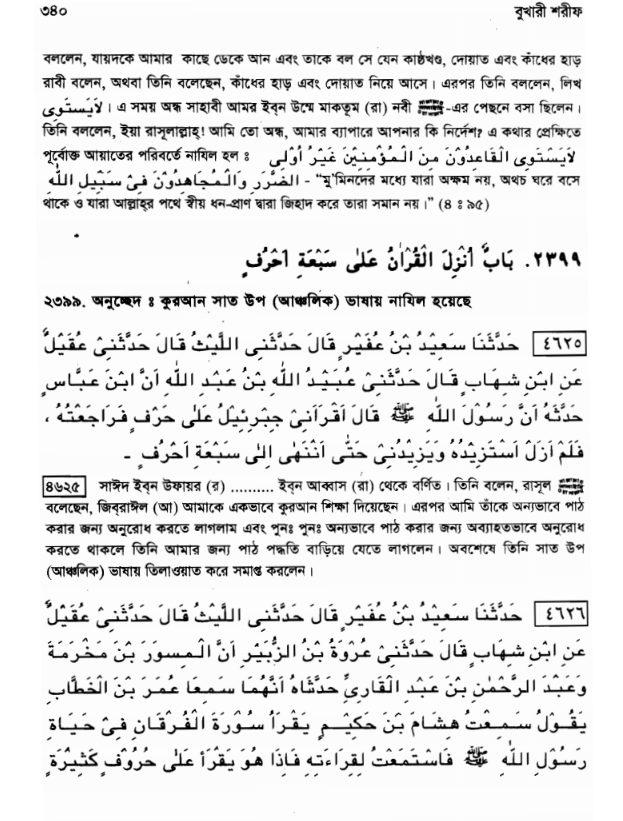 ৩৪০ বুখারী শরীফ
বললেন, যায়দকে আমার কাছে ডেকে আন এবং তাকে বল সে যেন কাষ্ঠখণ্ড, দোয়াত এবং কাঁধের হাড়
রাবী বলেন, অথবা তিনি বলেছেন, কাঁধের হাড় এবং দোয়াত নিয়ে আসে। এরপর তিনি বললেন, লিখ
لاَيَسْتَوِى । এ সময় অন্ধ সাহাবী আমর ইব্‌ন উম্মে মাকতূম (রা) নবী ﷺ-এর পেছনে বসা ছিলেন।
তিনি বললেন, ইয়া রাসূলাল্লাহ্! আমি তো অন্ধ, আমার ব্যাপারে আপনার কি নির্দেশ? এ কথার প্রেক্ষিতে
পূর্বোক্ত আয়াতের পরিবর্তে নাযিল হল : لاَيَسْتَوِى الْقَاعِدُوْنَ مِنَ الْمُؤْمِنِيْنَ غَيْرُ اُوْلِى
الضَّرَرِ وَالْمُجَاهِدُوْنَ فِىْ سَبِيْلِ اللّٰهِ - “মু’মিনদের মধ্যে যারা অক্ষম নয়, অথচ ঘরে বসে
থাকে ও যারা আল্লাহ্‌র পথে স্বীয় ধন-প্রাণ দ্বারা জিহাদ করে তারা সমান নয়।” (৪ : ৯৫)
٢٣٩٩. بَابٌ اُنْزِلَ الْقُرْاٰنُ عَلٰى سَبْعَةِ اَحْرُفٍ
২৩৯৯. অনুচ্ছেদ : কুরআন সাত উপ (আঞ্চলিক) ভাষায় নাযিল হয়েছে
٤٦٢٥ حَدَّثَنَا سَعِيْدُ بْنُ عُفَيْرٍ قَالَ حَدَّثَنِى اللَّيْثُ قَالَ حَدَّثَنِىْ عُقَيْلٌ
عَنِ ابْنِ شِهَابٍ قَالَ حَدَّثَنِىْ عُبَيْدُ اللّٰهِ بْنُ عَبْدِ اللّٰهِ اَنَّ ابْنَ عَبَّاسٍ
حَدَّثَهُ اَنَّ رَسُوْلَ اللّٰهِ ﷺ قَالَ اَقْرَاَنِىْ جِبْرِئِيْلُ عَلٰى حَرْفٍ فَرَاجَعْتُهُ ،
فَلَمْ اَزَلْ اَسْتَزِيْدُهُ وَيَزِيْدُنِىْ حَتّٰى انْتَهٰى اِلٰى سَبْعَةِ اَحْرُفٍ -
৪৬২৫ সাঈদ ইব্‌ন উফায়র (র) .......... ইব্‌ন আব্বাস (রা) থেকে বর্ণিত। তিনি বলেন, রাসূল ﷺ
বলেছেন, জিব্‌রাঈল (আ) আমাকে একভাবে কুরআন শিক্ষা দিয়েছেন। এরপর আমি তাঁকে অন্যভাবে পাঠ
করার জন্য অনুরোধ করতে লাগলাম এবং পুনঃ পুনঃ অন্যভাবে পাঠ করার জন্য অব্যাহতভাবে অনুরোধ
করতে থাকলে তিনি আমার জন্য পাঠ পদ্ধতি বাড়িয়ে যেতে লাগলেন। অবশেষে তিনি সাত উপ
(আঞ্চলিক) ভাষায় তিলাওয়াত করে সমাপ্ত করলেন।
٤٦٢٦ حَدَّثَنَا سَعِيْدُ بْنُ عُفَيْرٍ قَالَ حَدَّثَنِى اللَّيْثُ قَالَ حَدَّثَنِىْ عُقَيْلٌ
عَنِ ابْنِ شِهَابٍ قَالَ حَدَّثَنِىْ عُرْوَةُ بْنُ الزُّبَيْرِ اَنَّ الْمِسْوَرَ بْنَ مَخْرَمَةَ
وَعَبْدَ الرَّحْمٰنِ بْنَ عَبْدِ الْقَارِىِّ حَدَّثَاهُ اَنَّهُمَا سَمِعَا عُمَرَ بْنَ الْخَطَّابِ
يَقُوْلُ سَمِعْتُ هِشَامَ بْنَ حَكِيْمٍ يَقْرَأُ سُوْرَةَ الْفُرْقَانِ فِىْ حَيَاةِ
رَسُوْلِ اللّٰهِ ﷺ فَاسْتَمَعْتُ لِقِرَاءَتِهِ فَاِذَا هُوَ يَقْرَأُ عَلٰى حُرُوْفٍ كَثِيْرَةٍ